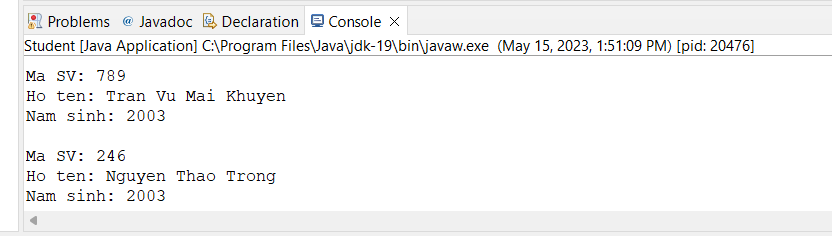 Problems @ Javadoc Declaration Console
Student [Java Application] C:\Program Files\Java\jdk-19\bin\javaw.exe (May 15, 2023, 1:51:09 PM) [pid: 20476]
Ma SV: 789
Ho ten: Tran Vu Mai Khuyen
Nam sinh: 2003
Ma SV: 246
Ho ten: Nguyen Thao Trong
Nam sinh: 2003